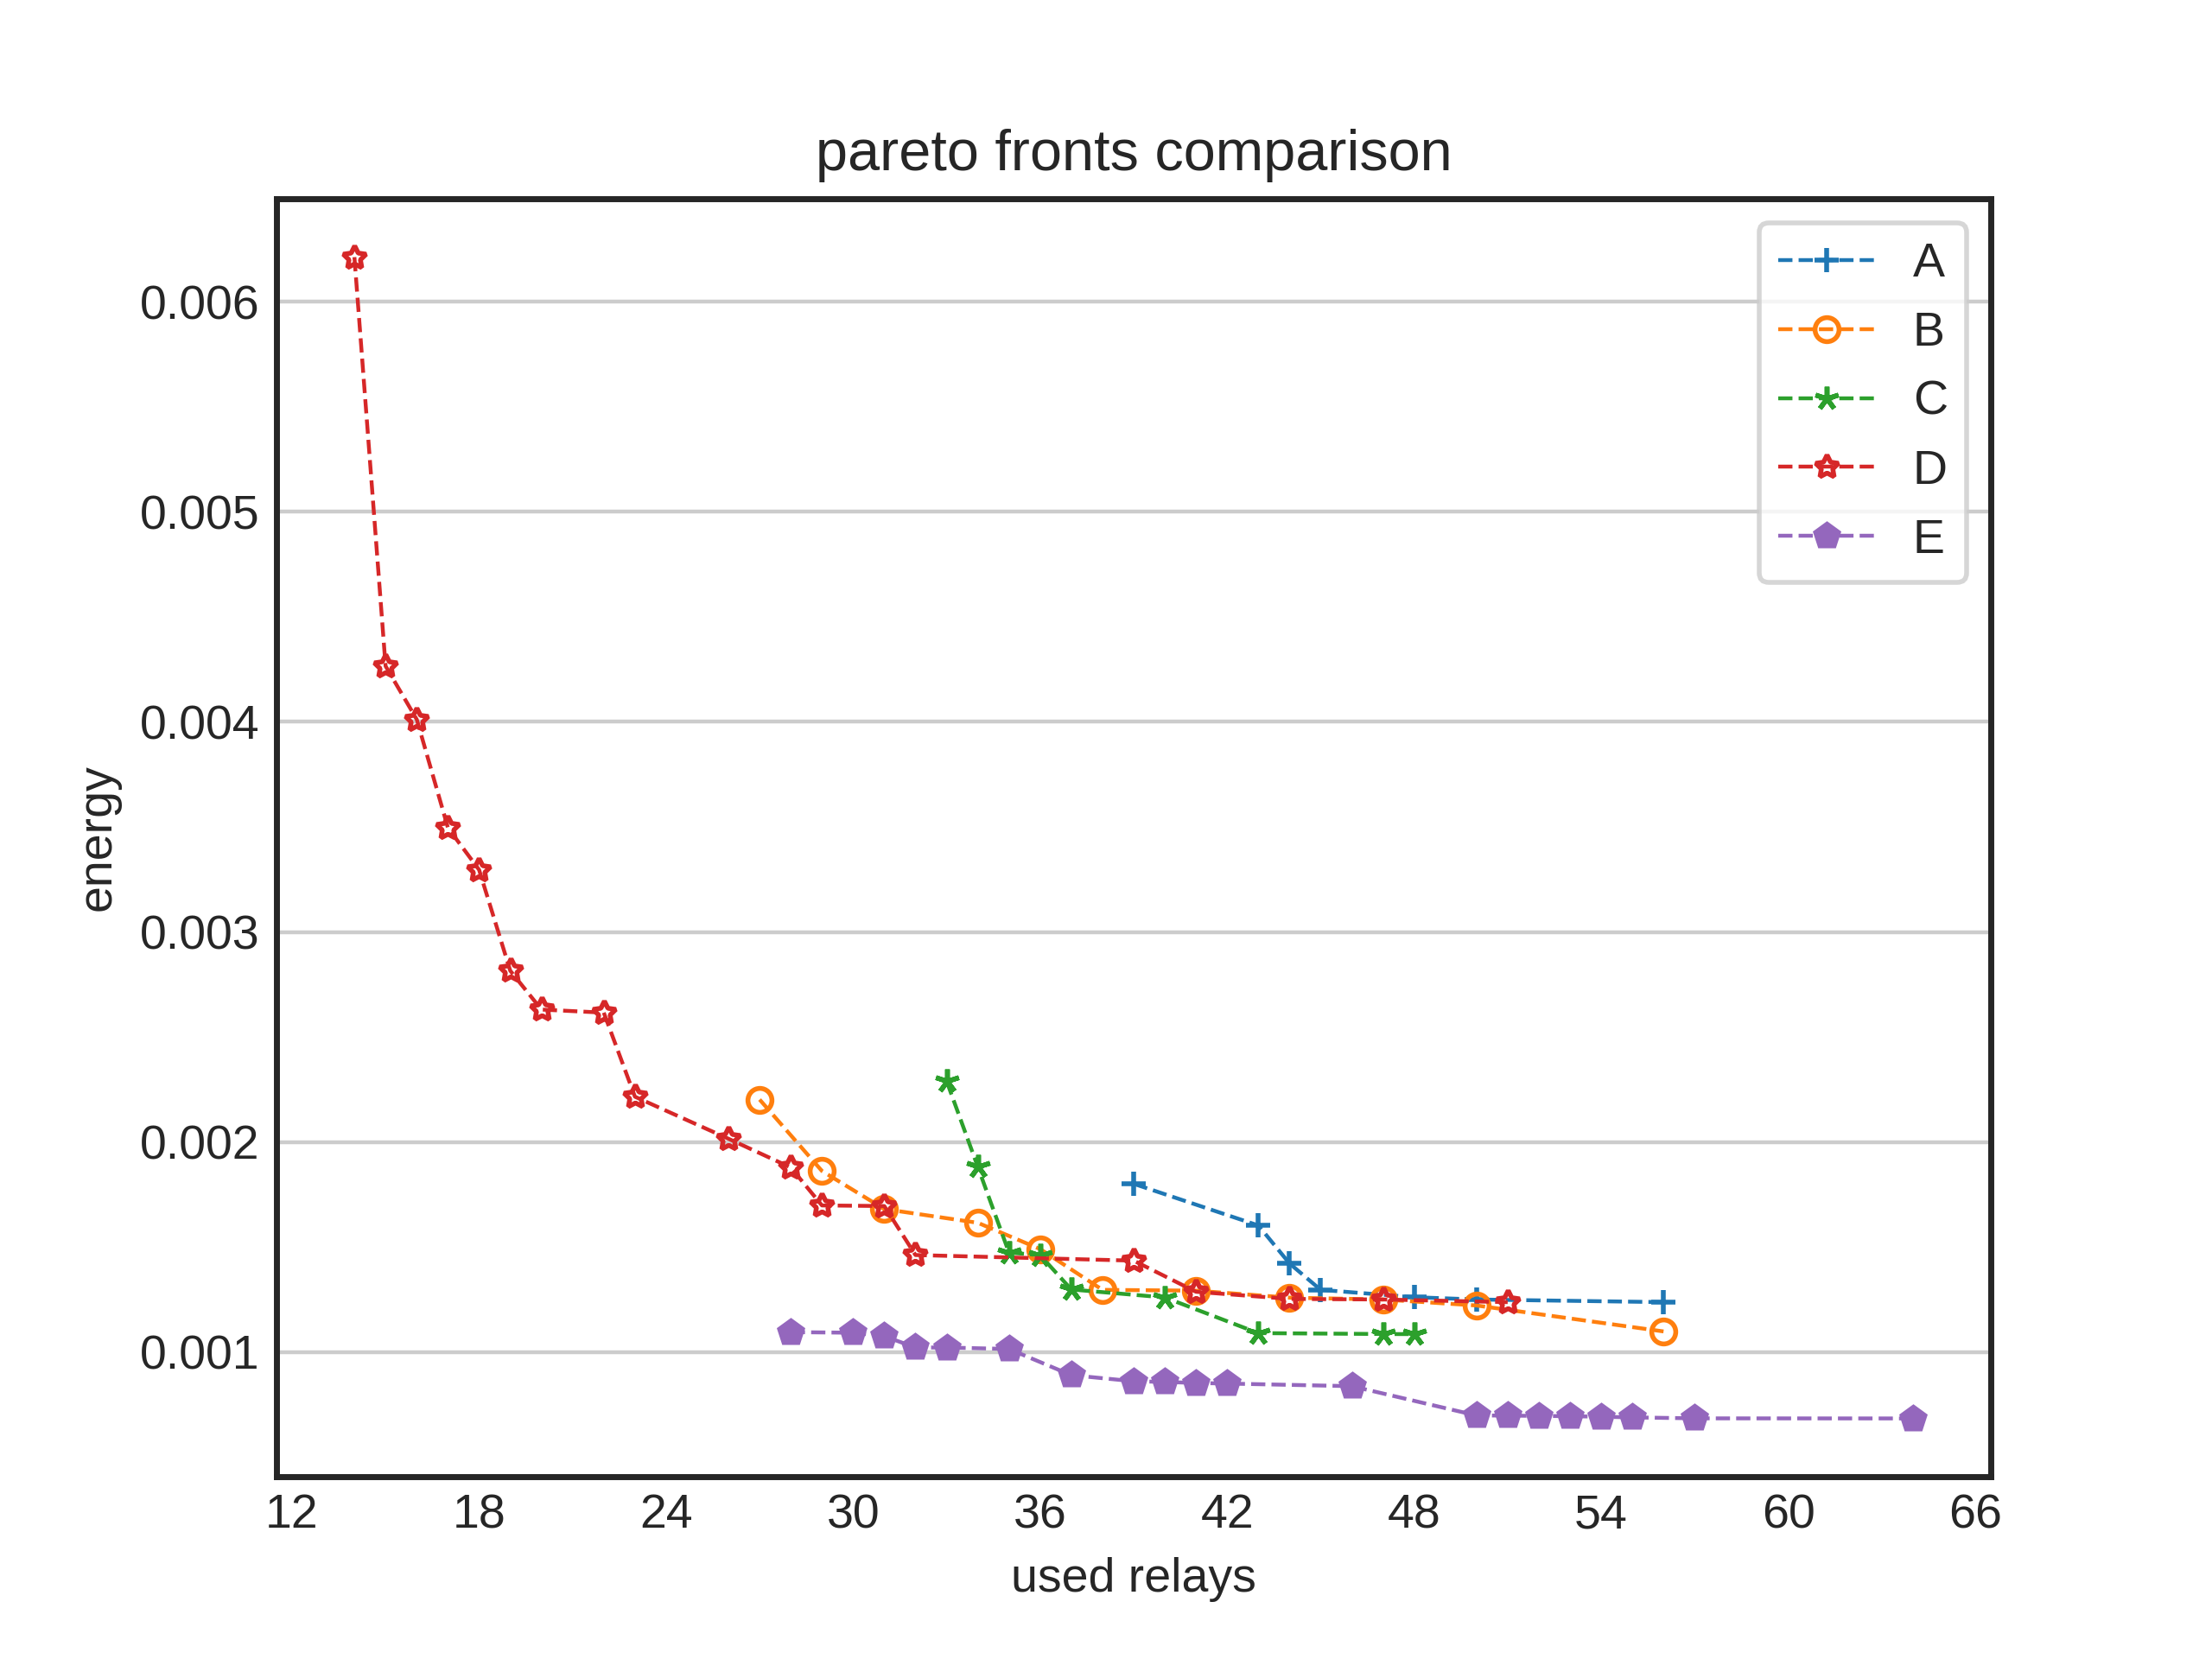 pareto fronts comparison
A
B
C
D
E
0.006
0.005
0.004
0.003
0.002
0.001
energy
12 18 24 30 36 42 48 54 60 66
used relays